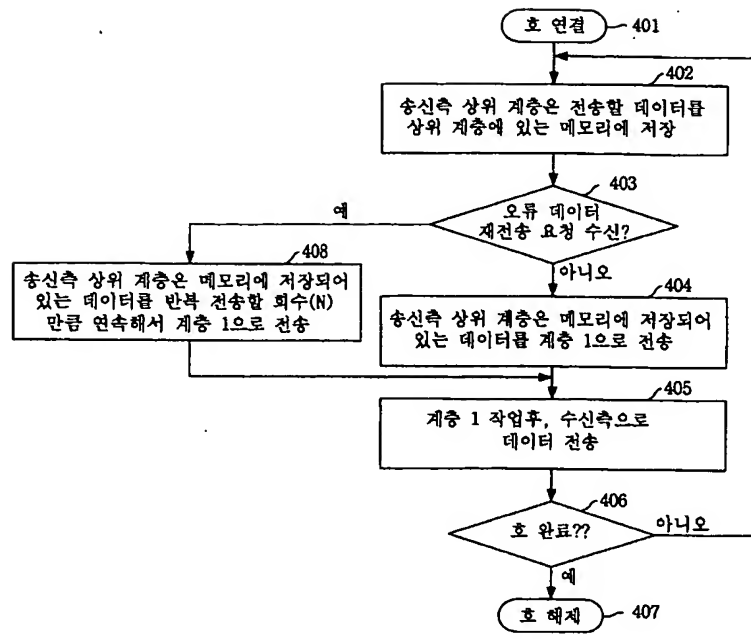 호 연결
401
402
송신측 상위 계층은 전송할 데이터를
상위 계층에 있는 메모리에 저장
403
오류 데이터
재전송 요청 수신?
예
아니오
408
송신측 상위 계층은 메모리에 저장되어
있는 데이터를 반복 전송할 회수(N)
만큼 연속해서 계층 1으로 전송
404
송신측 상위 계층은 메모리에 저장되어
있는 데이터를 계층 1으로 전송
405
계층 1 작업후, 수신측으로
데이터 전송
406
호 완료??
아니오
예
호 해제
407